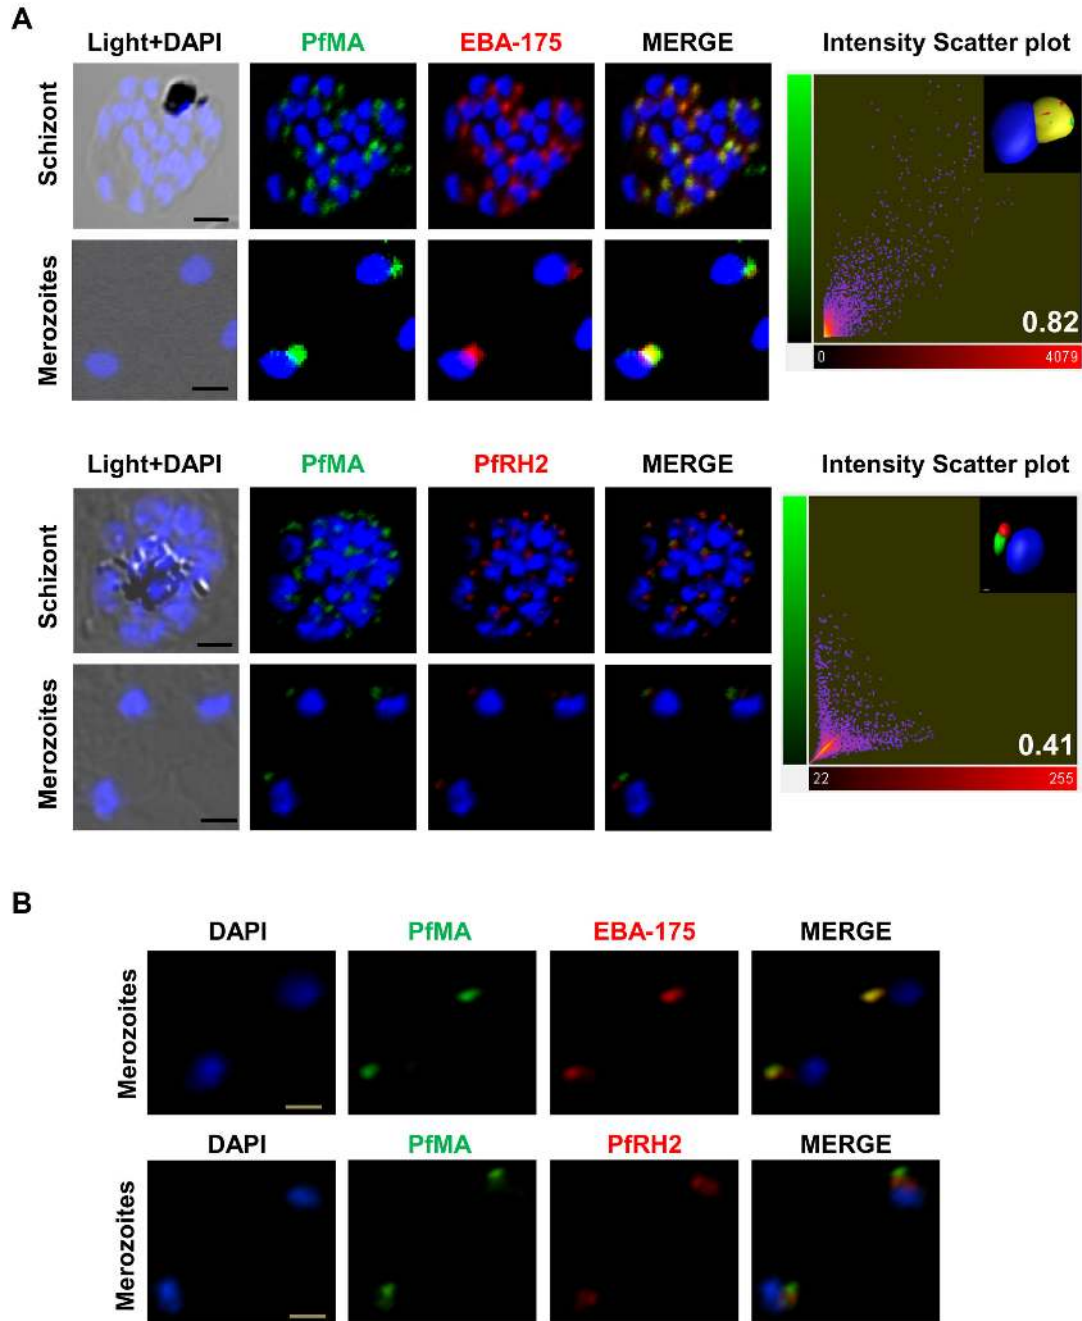 A
Light+DAPI PfMA EBA-175 MERGE Intensity Scatter plot
Schizont
0.82
0 4079
Merozoites
Light+DAPI PfMA PfRH2 MERGE Intensity Scatter plot
Schizont
0.41
22 255
Merozoites
B
DAPI PfMA EBA-175 MERGE
Merozoites
DAPI PfMA PfRH2 MERGE
Merozoites